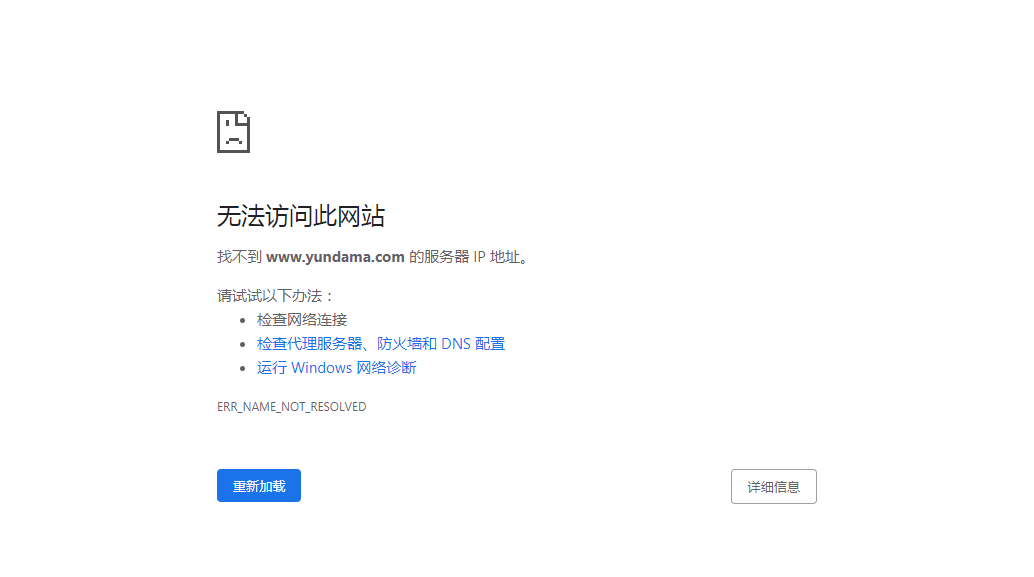 无法访问此网站
找不到 www.yundama.com 的服务器 IP 地址。
请试试以下办法：
检查网络连接
检查代理服务器、防火墙和 DNS 配置
运行 Windows 网络诊断
ERR_NAME_NOT_RESOLVED
重新加载
详细信息